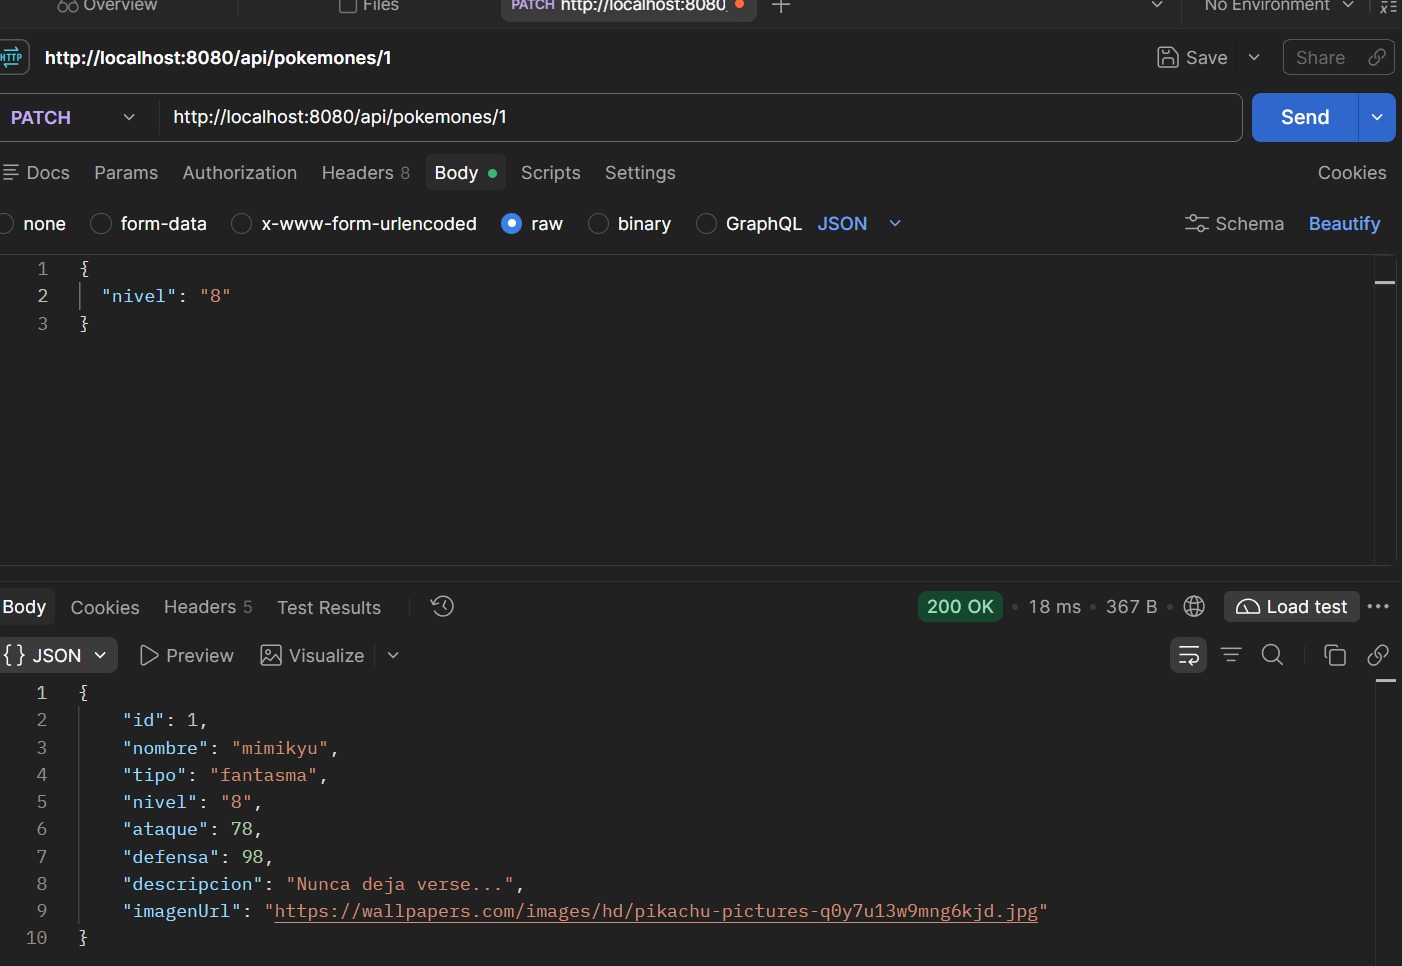 Overview Files PATCH http://localhost:8080, No Environment
HTTP http://localhost:8080/api/pokemones/1 Save Share
PATCH http://localhost:8080/api/pokemones/1 Send
Docs Params Authorization Headers 8 Body Scripts Settings Cookies
none form-data x-www-form-urlencoded raw binary GraphQL JSON Schema Beautify
1 {
2 "nivel": "8"
3 }
Body Cookies Headers 5 Test Results 200 OK • 18 ms • 367 B • Load test
{} JSON Preview Visualize
1 {
2 "id": 1,
3 "nombre": "mimikyu",
4 "tipo": "fantasma",
5 "nivel": "8",
6 "ataque": 78,
7 "defensa": 98,
8 "descripcion": "Nunca deja verse...",
9 "imagenUrl": "https://wallpapers.com/images/hd/pikachu-pictures-q0y7u13w9mng6kjd.jpg"
10 }